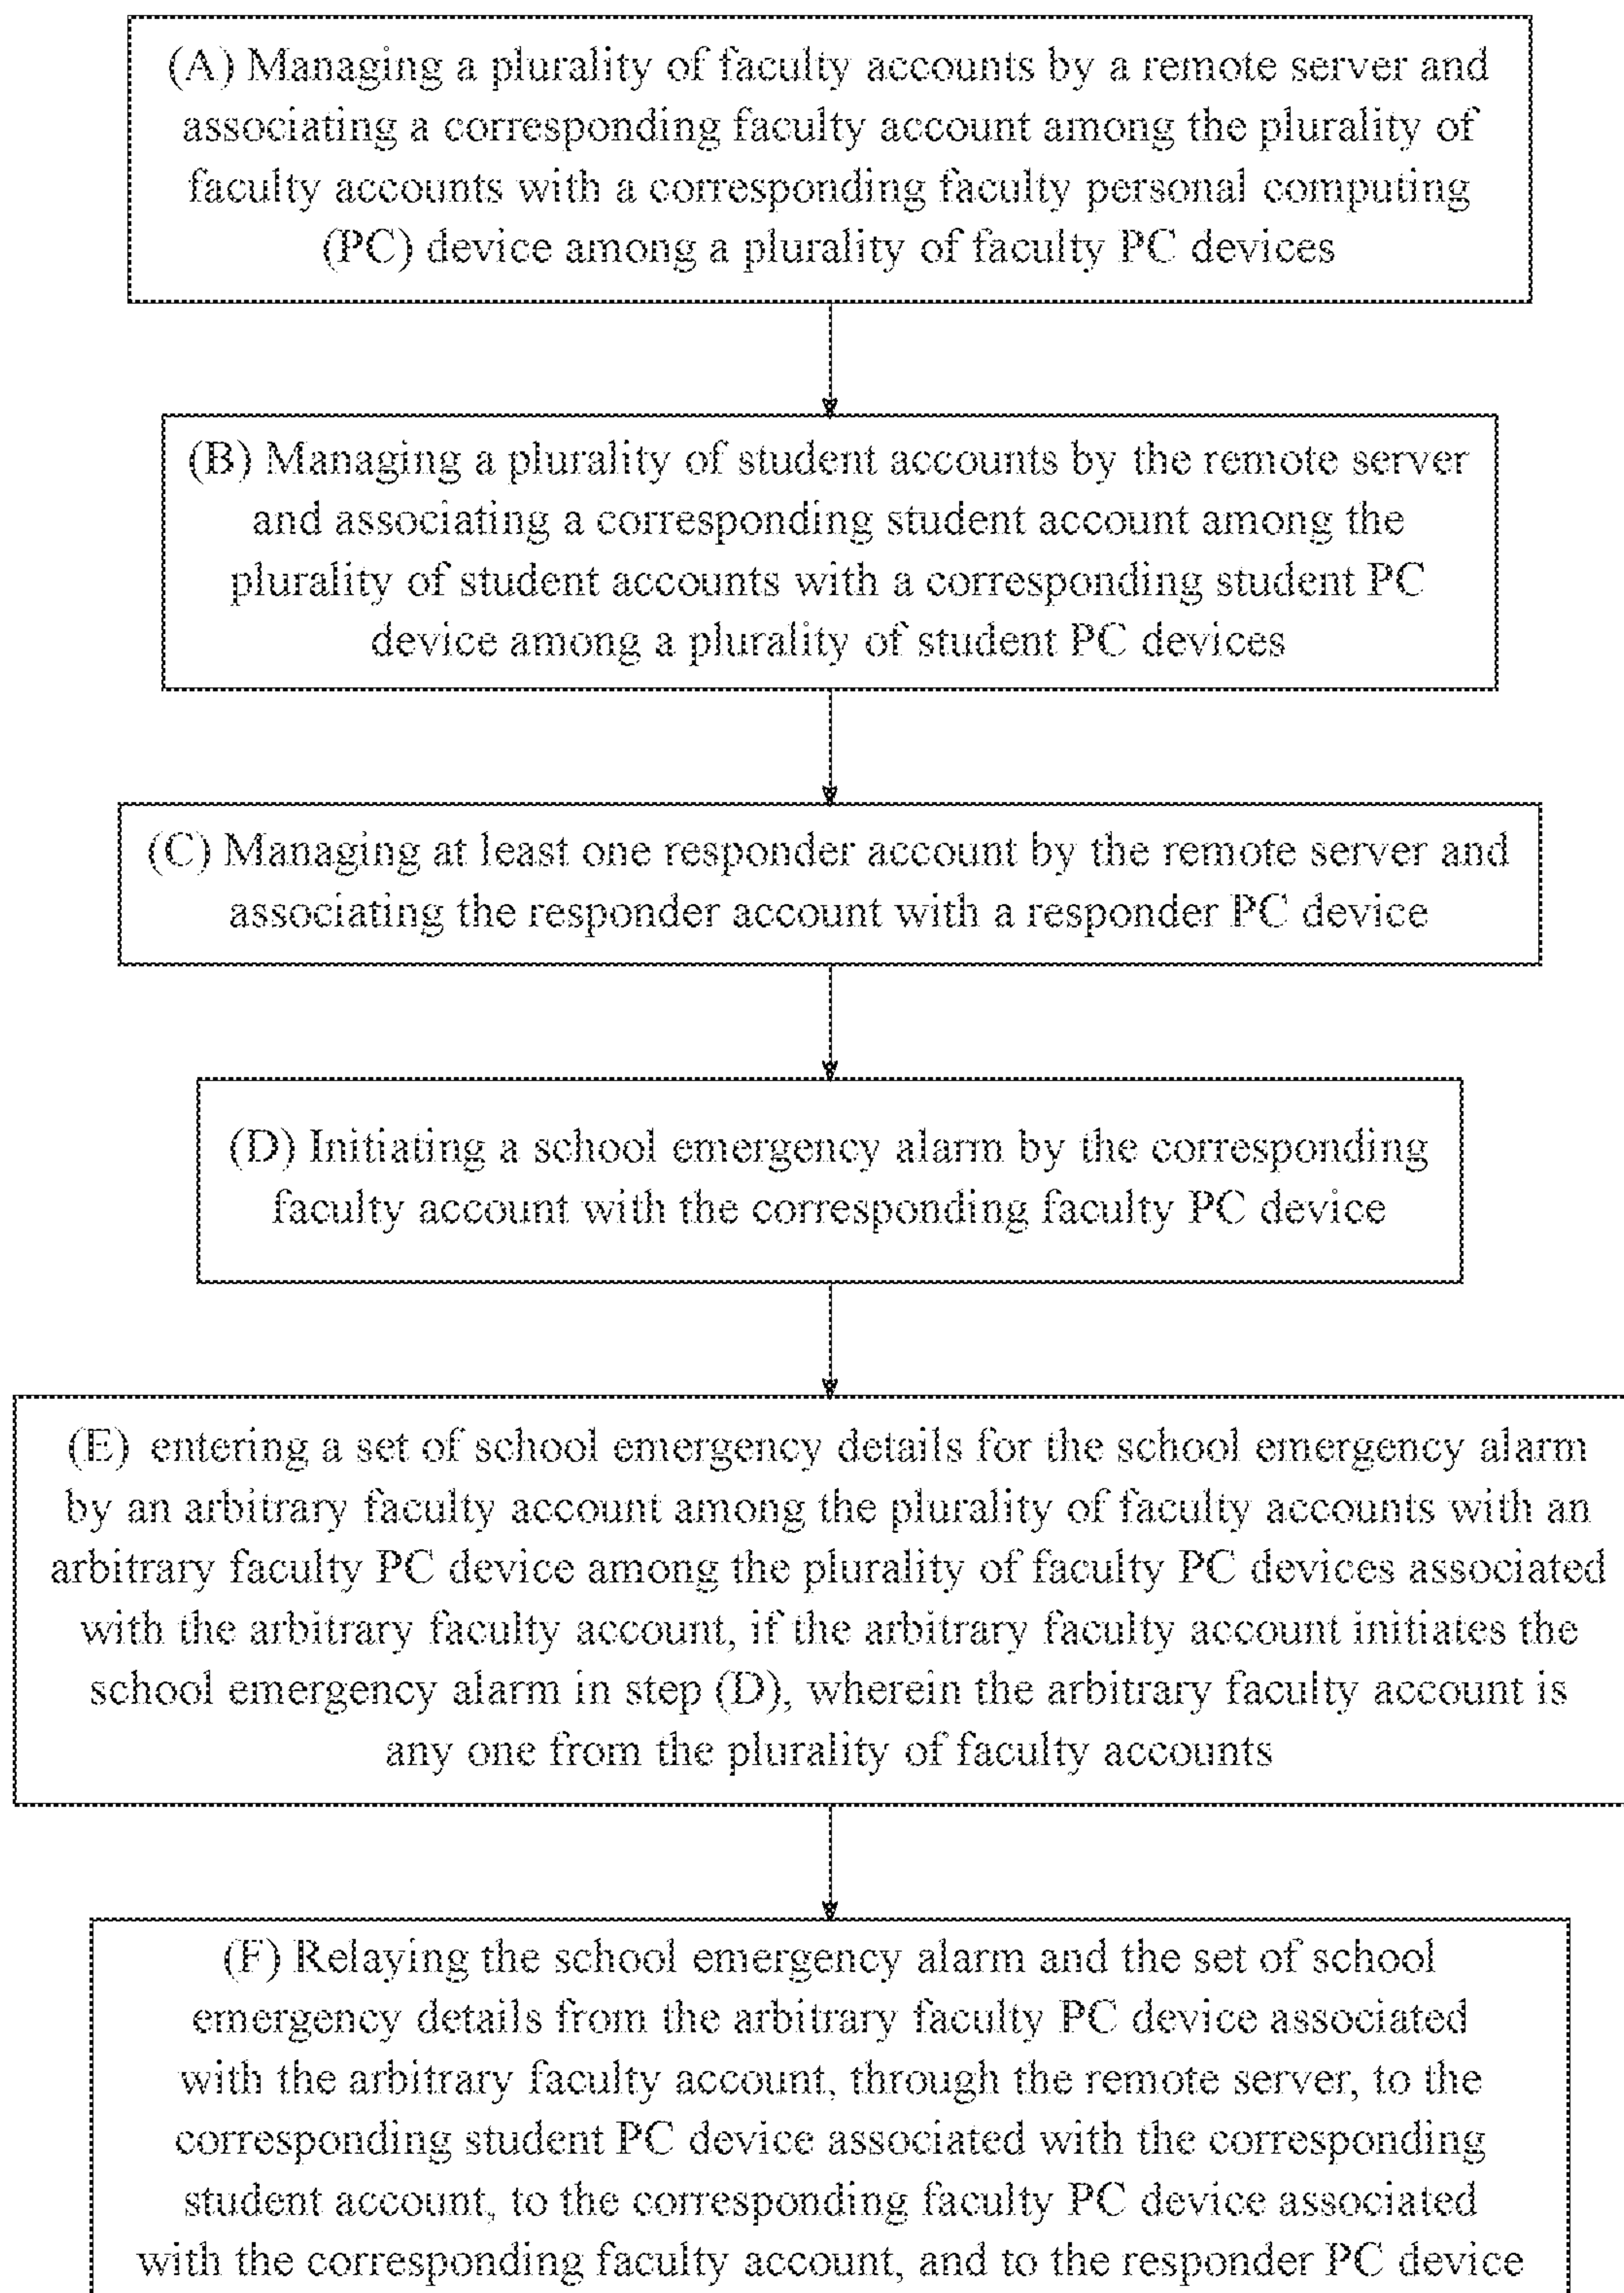 (A) Managing a plurality of faculty accounts by a remote server and
associating a corresponding faculty account among the plurality of
faculty accounts with a corresponding faculty personal computing
(PC) device among a plurality of faculty PC devices
(B) Managing a plurality of student accounts by the remote server
and associating a corresponding student account among the
plurality of student accounts with a corresponding student PC
device among a plurality of student PC devices
(C) Managing at least one responder account by the remote server and
associating the responder account with a responder PC device
(D) Initiating a school emergency alarm by the corresponding
faculty account with the corresponding faculty PC device
(E) entering a set of school emergency details for the school emergency alarm
by an arbitrary faculty account among the plurality of faculty accounts with an
arbitrary faculty PC device among the plurality of faculty PC devices associated
with the arbitrary faculty account, if the arbitrary faculty account initiates the
school emergency alarm in step (D), wherein the arbitrary faculty account is
any one from the plurality of faculty accounts
(F) Relaying the school emergency alarm and the set of school
emergency details from the arbitrary faculty PC device associated
with the arbitrary faculty account, through the remote server, to the
corresponding student PC device associated with the corresponding
student account, to the corresponding faculty PC device associated
with the corresponding faculty account, and to the responder PC device